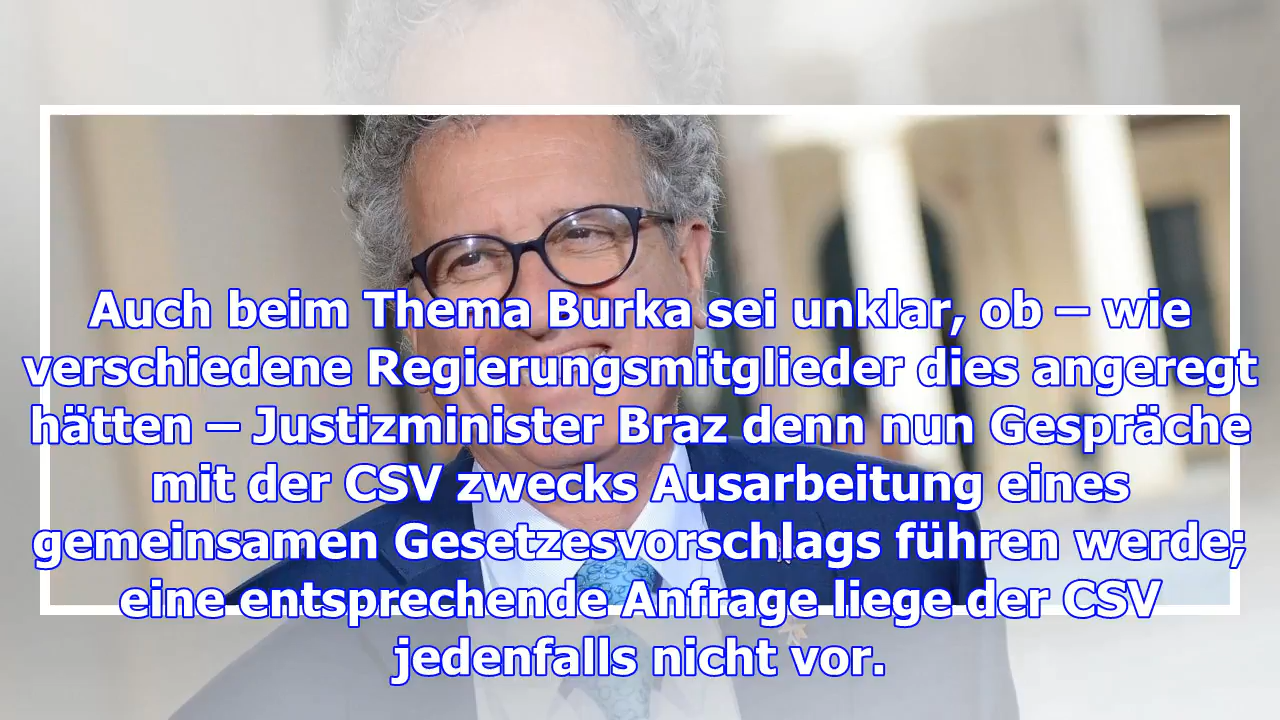 Auch beim Thema Burka sei unklar, ob – wie
verschiedene Regierungsmitglieder dies angeregt
hätten – Justizminister Braz denn nun Gespräche
mit der CSV zwecks Ausarbeitung eines
gemeinsamen Gesetzesvorschlags führen werde;
eine entsprechende Anfrage liege der CSV
jedenfalls nicht vor.